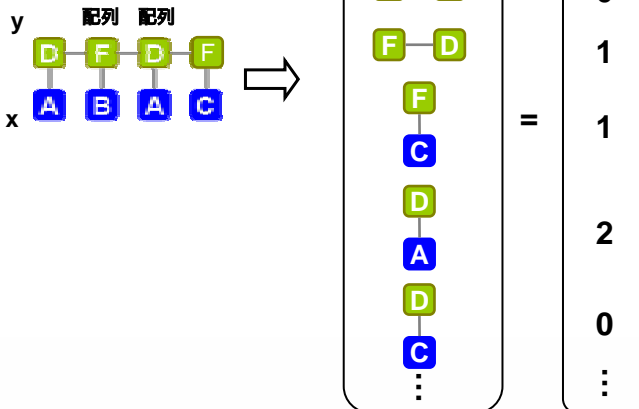 y 配列 配列
D F D F
x A B A C
F D 1
F
C
= 1
D
A
2
D
C
0
⋮ ⋮